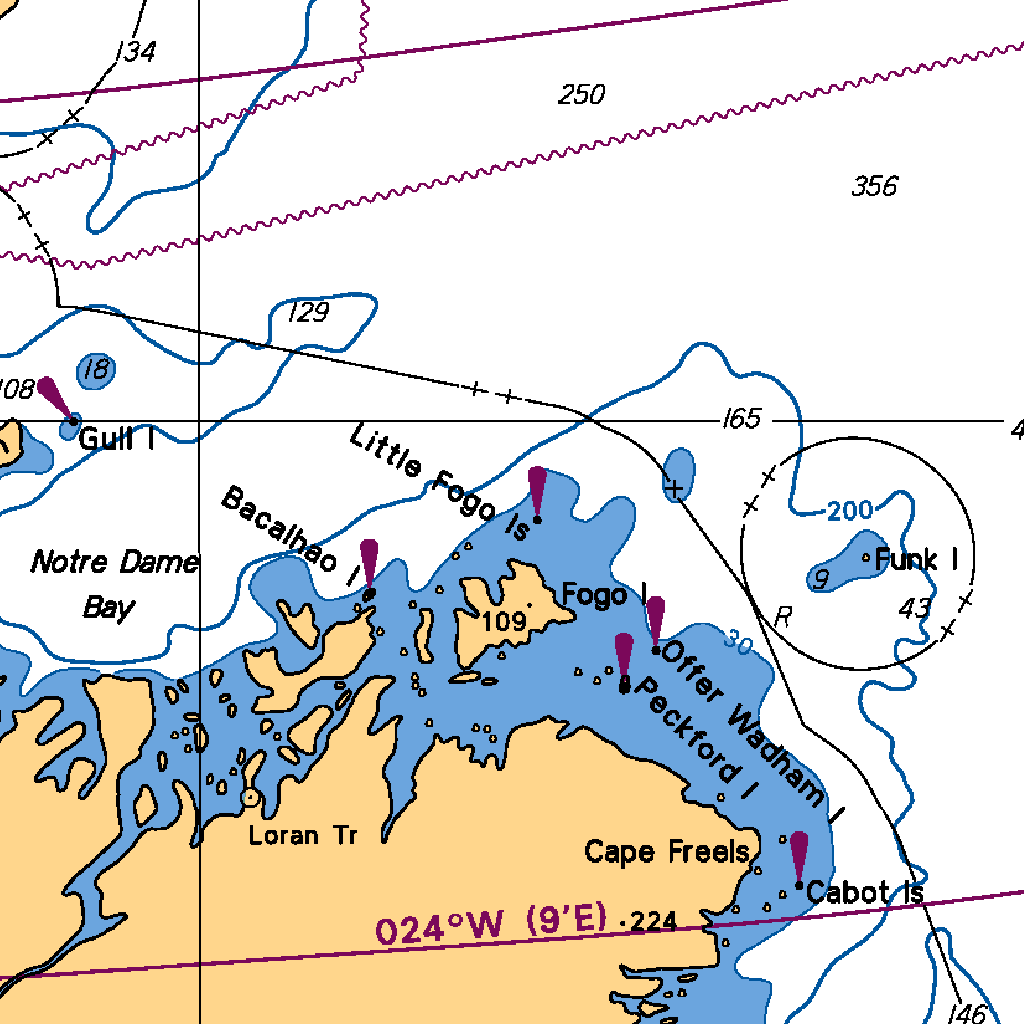 134
250
356
129
18
108
165
4
Gull I
Little Fogo Is
Bacalhao I
200
Notre Dame
Bay
9
Funk I
Fogo I
109
43
R
30
Offer Wadham I
Peckford I
Loran Tr
Cape Freels
Cabot Is
024°W (9'E)
224
146